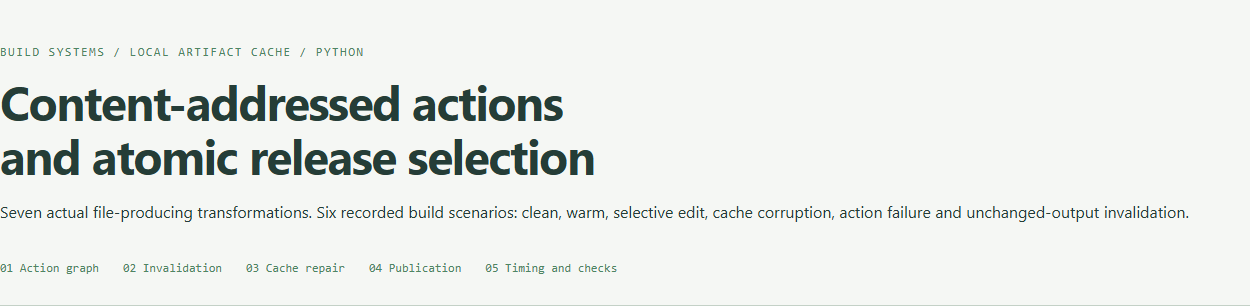 BUILD SYSTEMS / LOCAL ARTIFACT CACHE / PYTHON
Content-addressed actions
and atomic release selection
Seven actual file-producing transformations. Six recorded build scenarios: clean, warm, selective edit, cache corruption, action failure and unchanged-output invalidation.
01 Action graph 02 Invalidation 03 Cache repair 04 Publication 05 Timing and checks